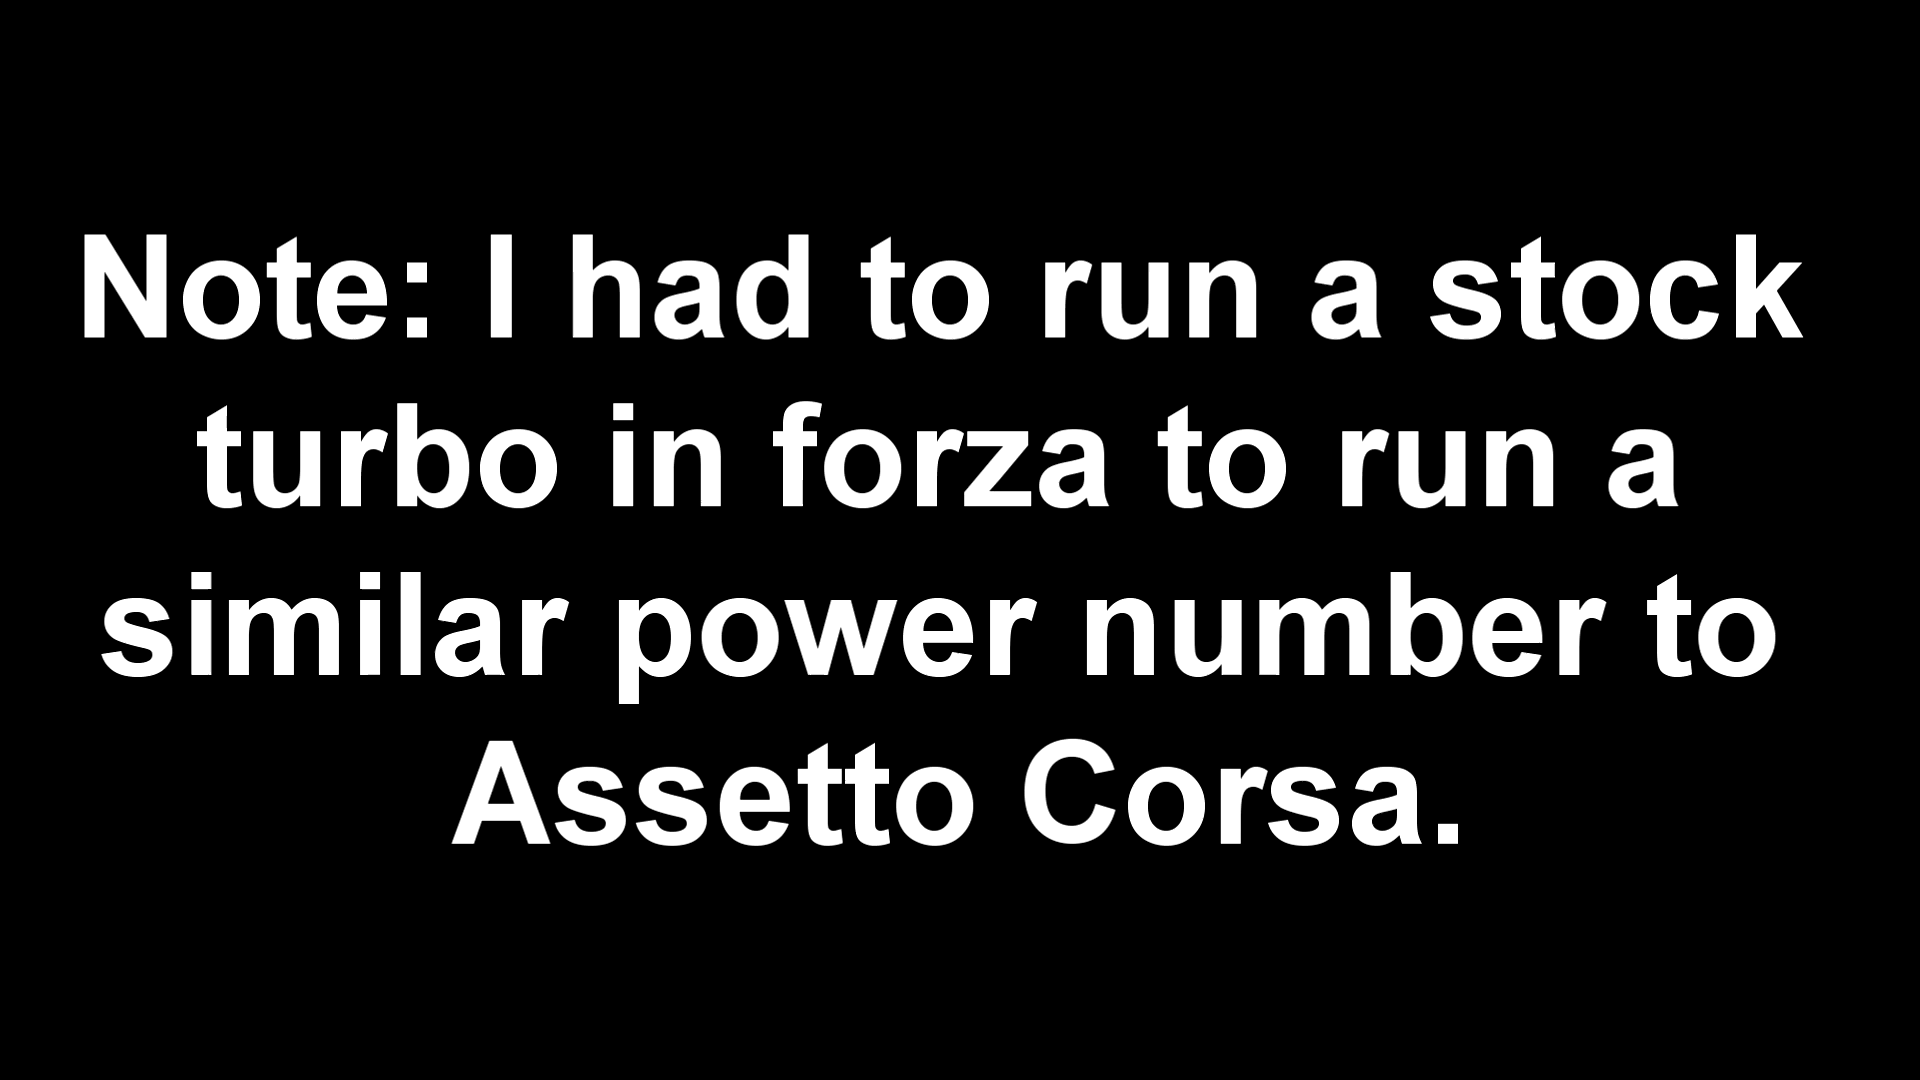 Note: I had to run a stock
turbo in forza to run a
similar power number to
Assetto Corsa.